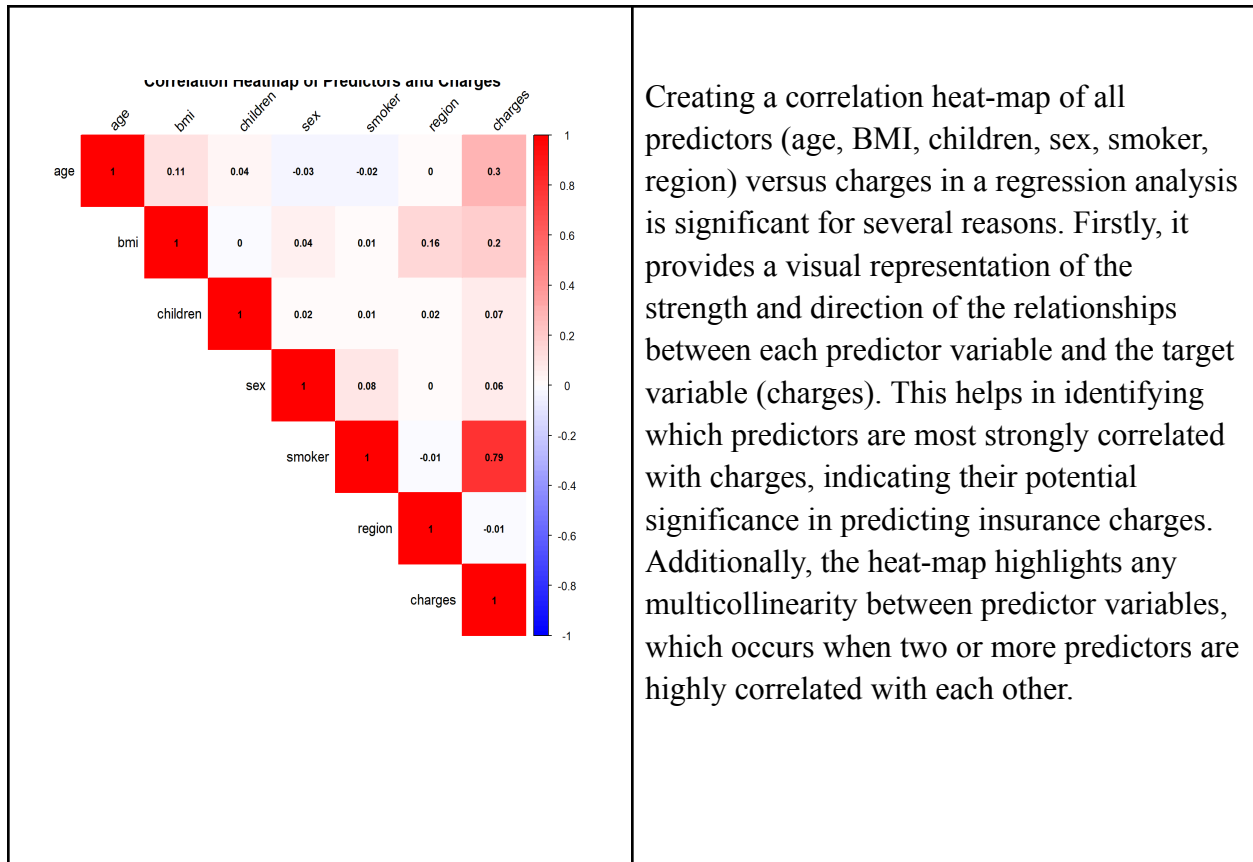 Correlation Heatmap of Predictors and Charges
age bmi children sex smoker region charges
age 1 0.11 0.04 -0.03 -0.02 0 0.3
bmi 1 0 0.04 0.01 0.16 0.2
children 1 0.02 0.01 0.02 0.07
sex 1 0.08 0 0.06
smoker 1 -0.01 0.79
region 1 -0.01
charges 1
1
0.8
0.6
0.4
0.2
0
-0.2
-0.4
-0.6
-0.8
-1
Creating a correlation heat-map of all
predictors (age, BMI, children, sex, smoker,
region) versus charges in a regression analysis
is significant for several reasons. Firstly, it
provides a visual representation of the
strength and direction of the relationships
between each predictor variable and the target
variable (charges). This helps in identifying
which predictors are most strongly correlated
with charges, indicating their potential
significance in predicting insurance charges.
Additionally, the heat-map highlights any
multicollinearity between predictor variables,
which occurs when two or more predictors are
highly correlated with each other.